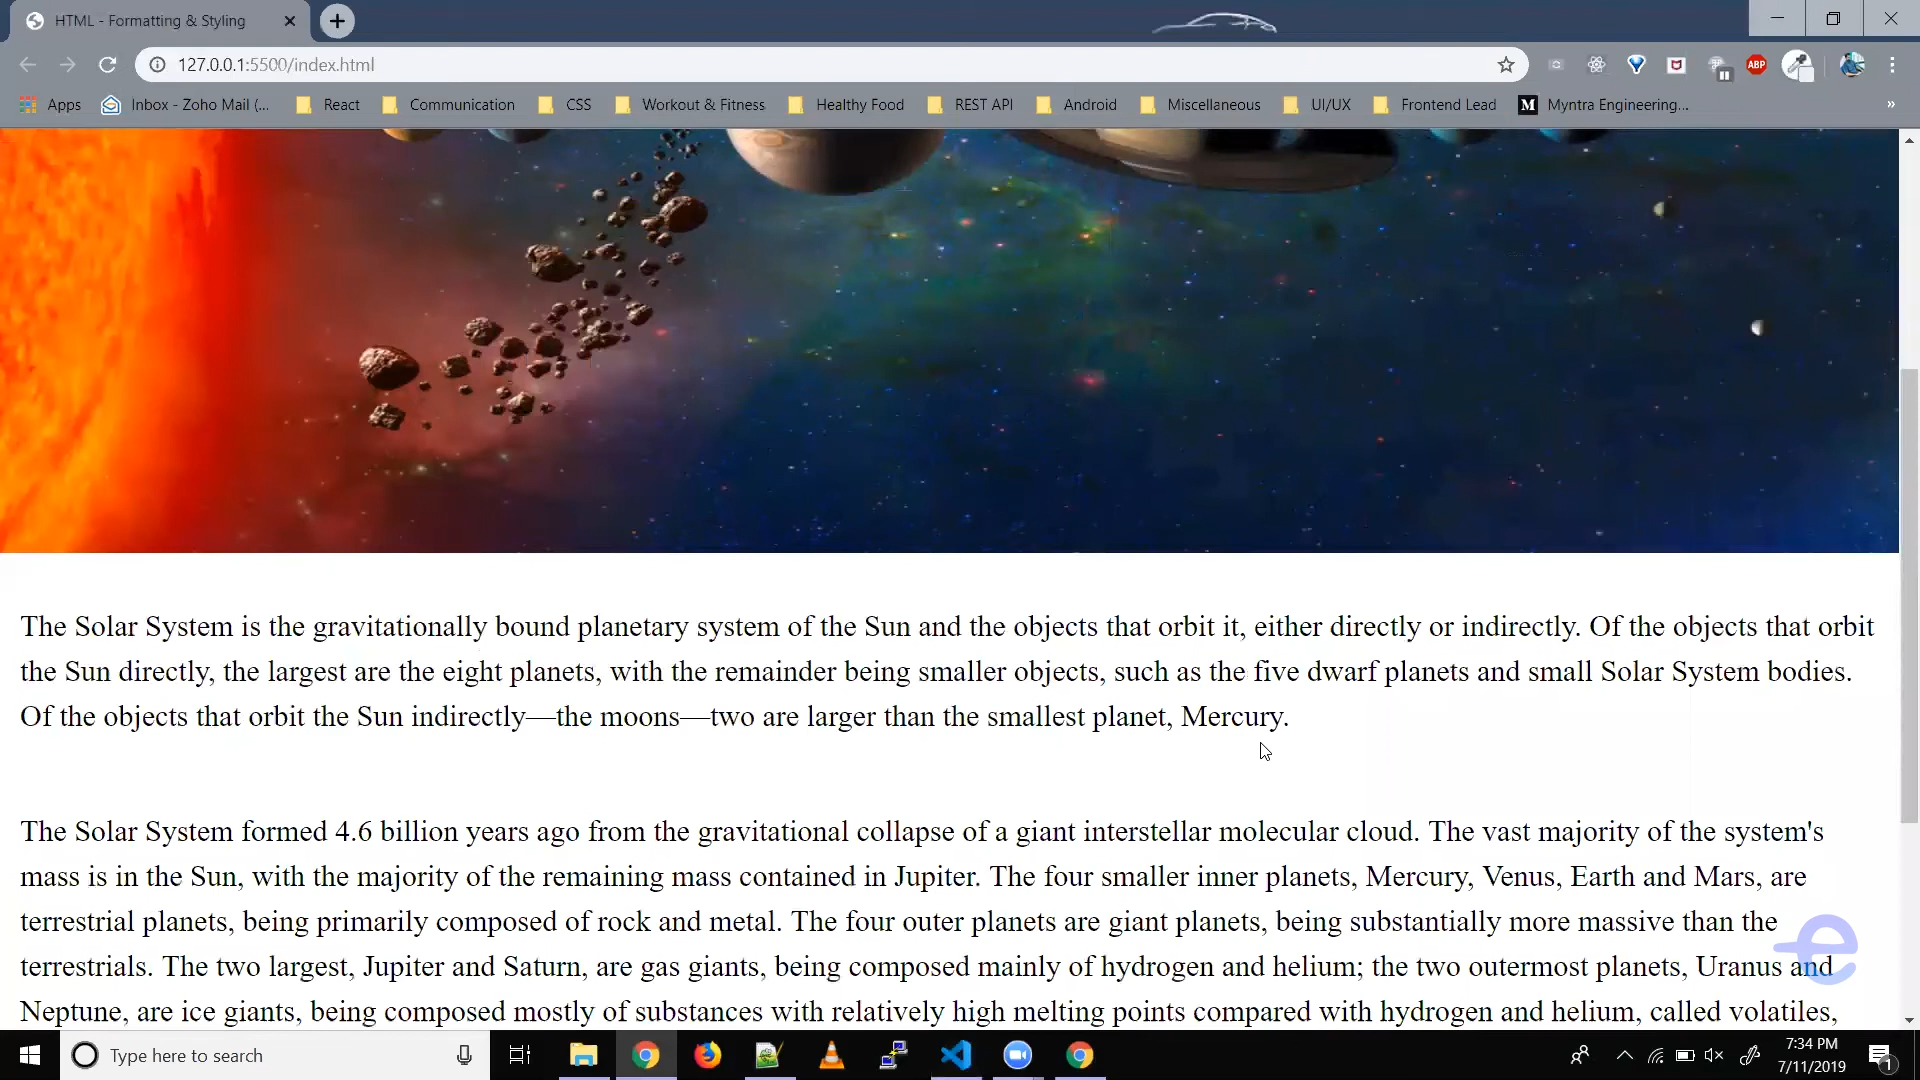 HTML - Formatting & Styling
127.0.0.1:5500/index.html
ABP
Apps Inbox - Zoho Mail (... React Communication CSS Workout & Fitness Healthy Food REST API Android Miscellaneous UI/UX Frontend Lead M Myntra Engineering... »
The Solar System is the gravitationally bound planetary system of the Sun and the objects that orbit it, either directly or indirectly. Of the objects that orbit
the Sun directly, the largest are the eight planets, with the remainder being smaller objects, such as the five dwarf planets and small Solar System bodies.
Of the objects that orbit the Sun indirectly—the moons—two are larger than the smallest planet, Mercury.
The Solar System formed 4.6 billion years ago from the gravitational collapse of a giant interstellar molecular cloud. The vast majority of the system's
mass is in the Sun, with the majority of the remaining mass contained in Jupiter. The four smaller inner planets, Mercury, Venus, Earth and Mars, are
terrestrial planets, being primarily composed of rock and metal. The four outer planets are giant planets, being substantially more massive than the
terrestrials. The two largest, Jupiter and Saturn, are gas giants, being composed mainly of hydrogen and helium; the two outermost planets, Uranus and
Neptune, are ice giants, being composed mostly of substances with relatively high melting points compared with hydrogen and helium, called volatiles,
e
Type here to search
7:34 PM
7/11/2019
1